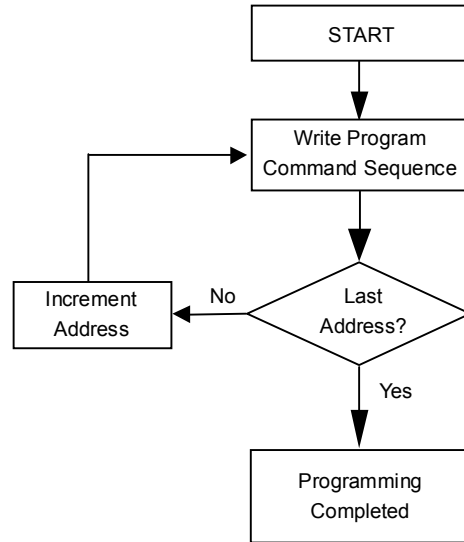 START
Write Program
Command Sequence
No
Increment
Address
Last
Address?
Yes
Programming
Completed